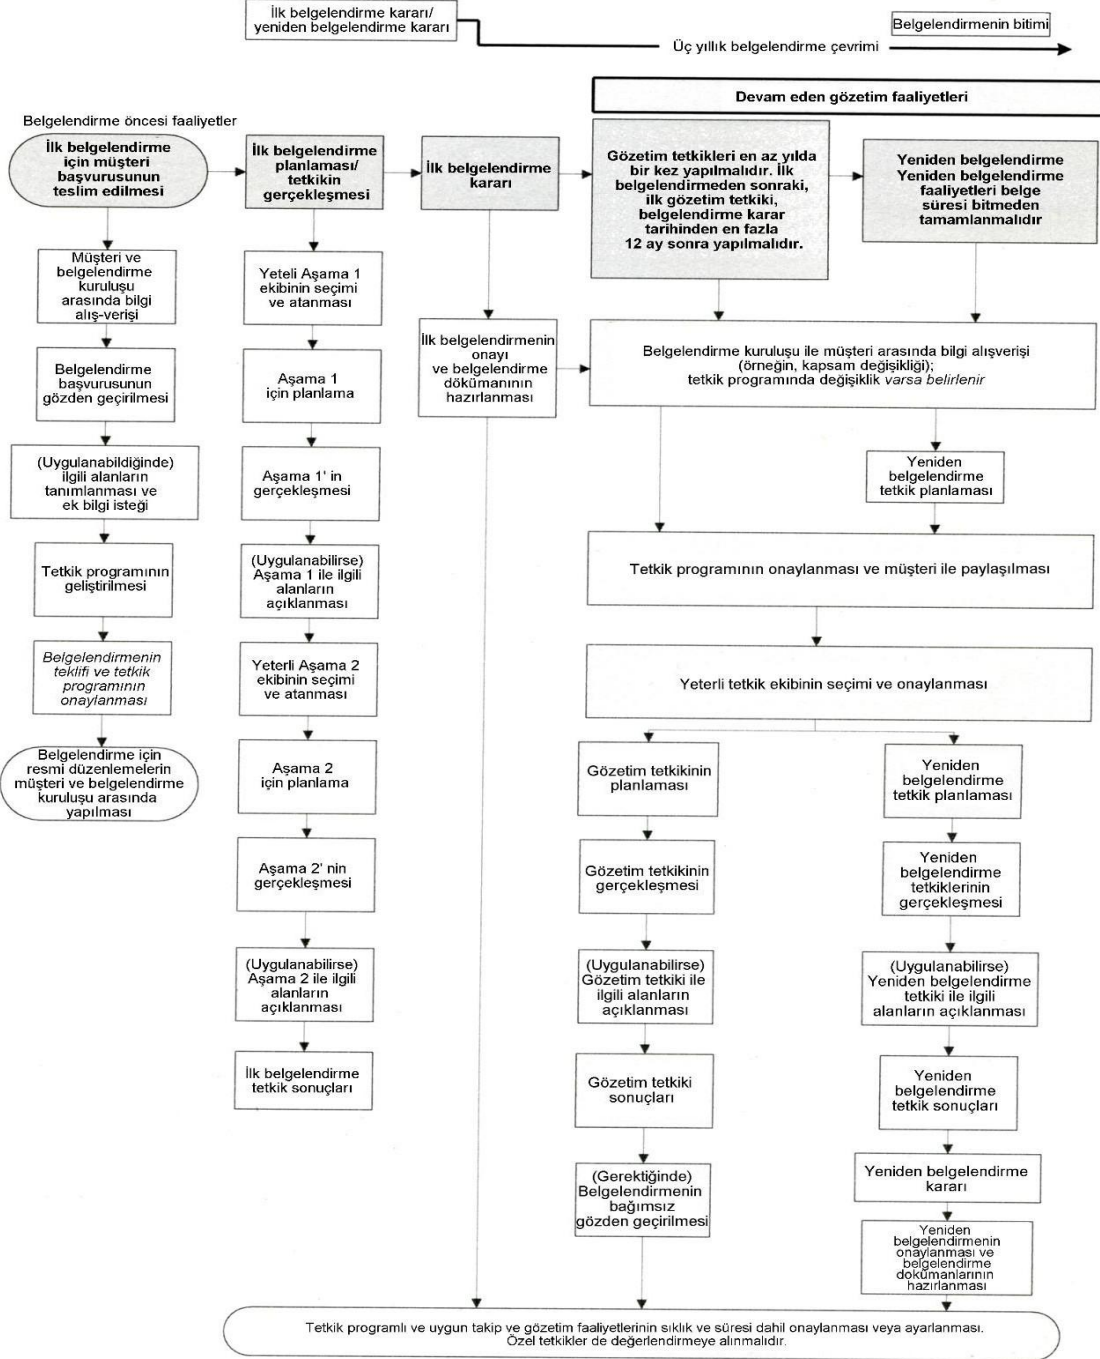 İlk belgelendirme kararı/
yeniden belgelendirme kararı
Belgelendirmenin bitimi
Üç yıllık belgelendirme çevrimi
Devam eden gözetim faaliyetleri
Belgelendirme öncesi faaliyetler
İlk belgelendirme
için müşteri
başvurusunun
teslim edilmesi
İlk belgelendirme
planlaması/
tetkikin
gerçekleşmesi
İlk belgelendirme
kararı
Gözetim tetkikleri en az yılda
bir kez yapılmalıdır. İlk
belgelendirmeden sonraki,
ilk gözetim tetkiki,
belgelendirme karar
tarihinden en fazla
12 ay sonra yapılmalıdır.
Yeniden belgelendirme
Yeniden belgelendirme
faaliyetleri belge
süresi bitmeden
tamamlanmalıdır
Müşteri ve
belgelendirme
kuruluşu
arasında bilgi
alış-verişi
Belgelendirme
başvurusunun
gözden geçirilmesi
(Uygulanabildiğinde)
ilgili alanların
tanımlanması ve
ek bilgi isteği
Tetkik programının
geliştirilmesi
Belgelendirmenin
teklifi ve tetkik
programının
onaylanması
Belgelendirme için
resmi düzenlemelerin
müşteri ve belgelendirme
kuruluşu arasında
yapılması
Yeteli Aşama 1
ekibinin seçimi
ve atanması
Aşama 1
için planlama
Aşama 1' in
gerçekleşmesi
(Uygulanabilirse)
Aşama 1 ile ilgili
alanların
açıklanması
Yeterli Aşama 2
ekibinin seçimi
ve atanması
Aşama 2
için planlama
Aşama 2' nin
gerçekleşmesi
(Uygulanabilirse)
Aşama 2 ile ilgili
alanların
açıklanması
İlk belgelendirme
tetkik sonuçları
İlk belgelendirmenin
onayı
ve belgelendirme
dökümanının
hazırlanması
Belgelendirme kuruluşu ile müşteri arasında bilgi alışverişi
(örneğin, kapsam değişikliği);
tetkik programında değişiklik varsa belirlenir
Yeniden
belgelendirme
tetkik planlaması
Tetkik programının onaylanması ve müşteri ile paylaşılması
Yeterli tetkik ekibinin seçimi ve onaylanması
Gözetim tetkikinin
planlaması
Gözetim tetkikinin
gerçekleşmesi
(Uygulanabilirse)
Gözetim tetkiki ile
ilgili alanların
açıklanması
Gözetim tetkiki
sonuçları
(Gerektiğinde)
Belgelendirmenin
bağımsız
gözden geçirilmesi
Yeniden
belgelendirme
tetkik planlaması
Yeniden
belgelendirme
tetkiklerinin
gerçekleşmesi
(Uygulanabilirse)
Yeniden belgelendirme
tetkiki ile ilgili
alanların açıklanması
Yeniden
belgelendirme
tetkik sonuçları
Yeniden belgelendirme
kararı
Yeniden
belgelendirmenin
onaylanması ve
belgelendirme
dokümanlarının
hazırlanması
Tetkik programlı ve uygun takip ve gözetim faaliyetlerinin sıklık ve süresi dahil onaylanması veya ayarlanması.
Özel tetkikler de değerlendirmeye alınmalıdır.